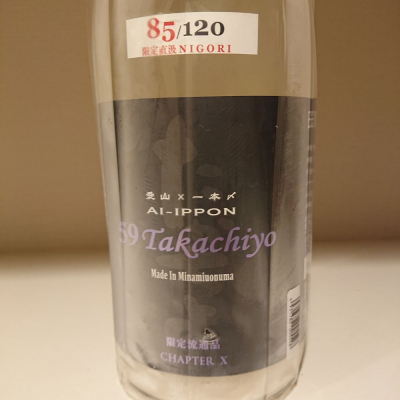 85/120
限定直汲NIGORI
愛山×一本〆
AI-IPPON
59 Takachiyo
Made In Minamiuonuma
限定流通品
CHAPTER X